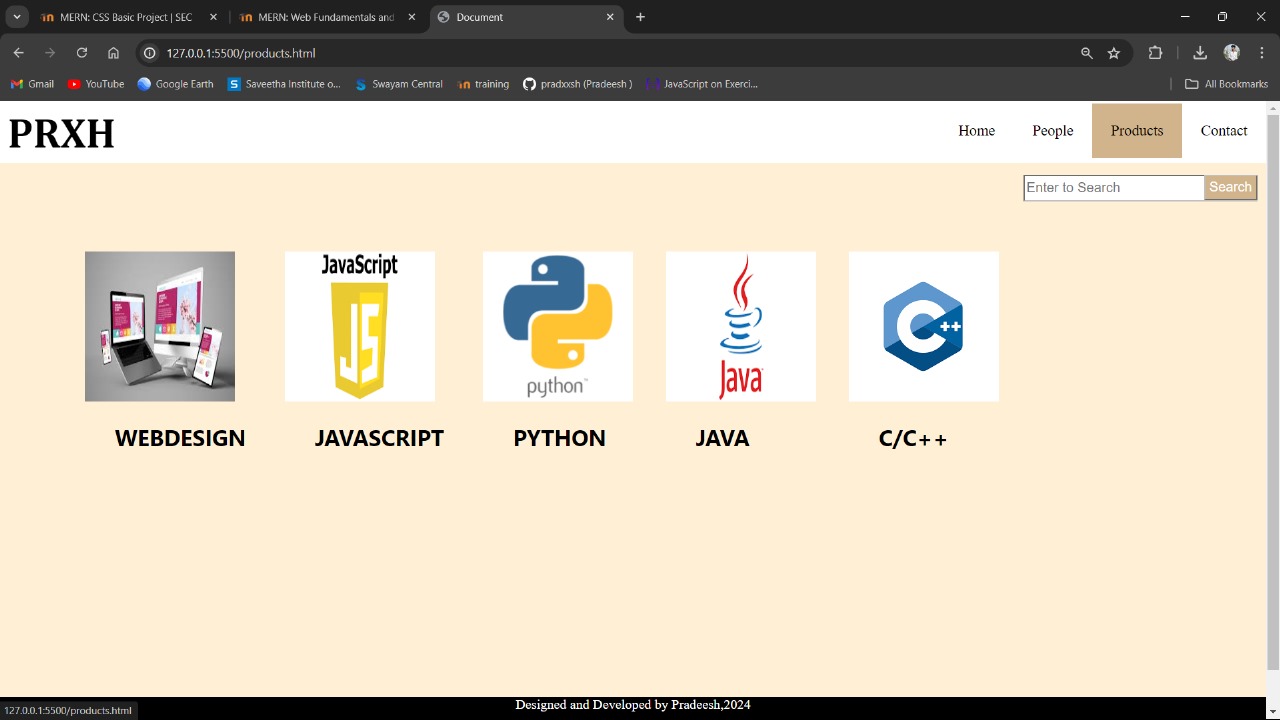 MERN: CSS Basic Project | SEC
MERN: Web Fundamentals and
Document
127.0.0.1:5500/products.html
Gmail
YouTube
Google Earth
Saveetha Institute o...
Swayam Central
training
pradxxsh (Pradeesh )
JavaScript on Exerci...
All Bookmarks
PRXH
Home
People
Products
Contact
Enter to Search
Search
JavaScript
JS
python
Java
C++
WEBDESIGN
JAVASCRIPT
PYTHON
JAVA
C/C++
Designed and Developed by Pradeesh,2024
127.0.0.1:5500/products.html